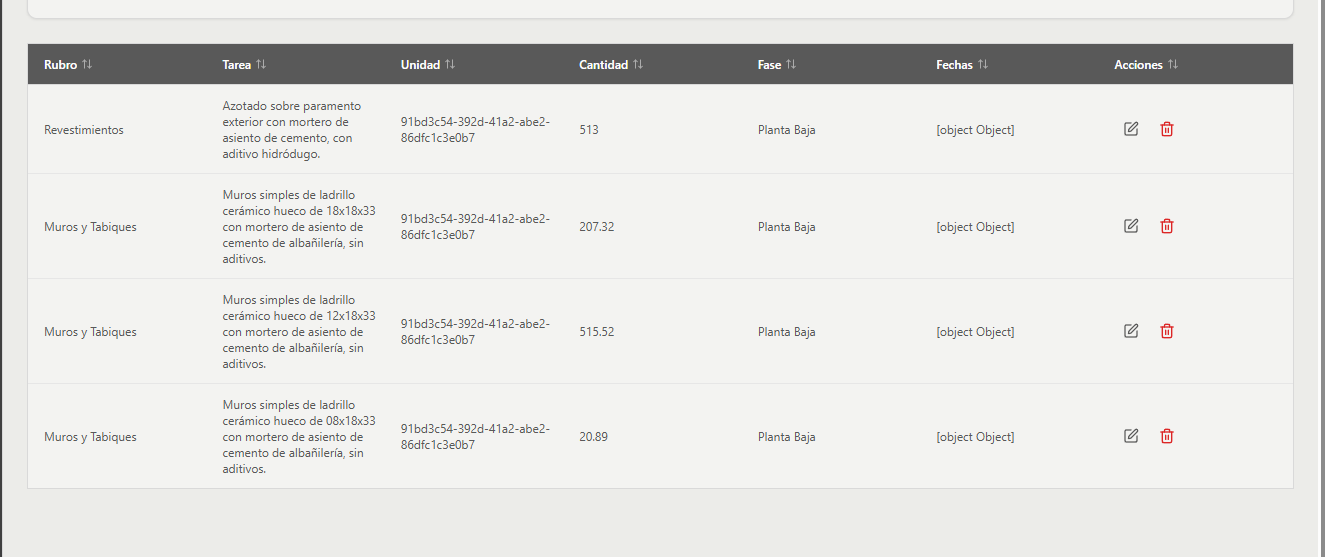 Rubro Tarea Unidad Cantidad Fase Fechas Acciones
Revestimientos
Azotado sobre paramento
exterior con mortero de
asiento de cemento, con
aditivo hidródugo.
91bd3c54-392d-41a2-abe2-
86dfc1c3e0b7
513
Planta Baja
[object Object]
Muros y Tabiques
Muros simples de ladrillo
cerámico hueco de 18x18x33
con mortero de asiento de
cemento de albañilería, sin
aditivos.
91bd3c54-392d-41a2-abe2-
86dfc1c3e0b7
207.32
Planta Baja
[object Object]
Muros y Tabiques
Muros simples de ladrillo
cerámico hueco de 12x18x33
con mortero de asiento de
cemento de albañilería, sin
aditivos.
91bd3c54-392d-41a2-abe2-
86dfc1c3e0b7
515.52
Planta Baja
[object Object]
Muros y Tabiques
Muros simples de ladrillo
cerámico hueco de 08x18x33
con mortero de asiento de
cemento de albañilería, sin
aditivos.
91bd3c54-392d-41a2-abe2-
86dfc1c3e0b7
20.89
Planta Baja
[object Object]